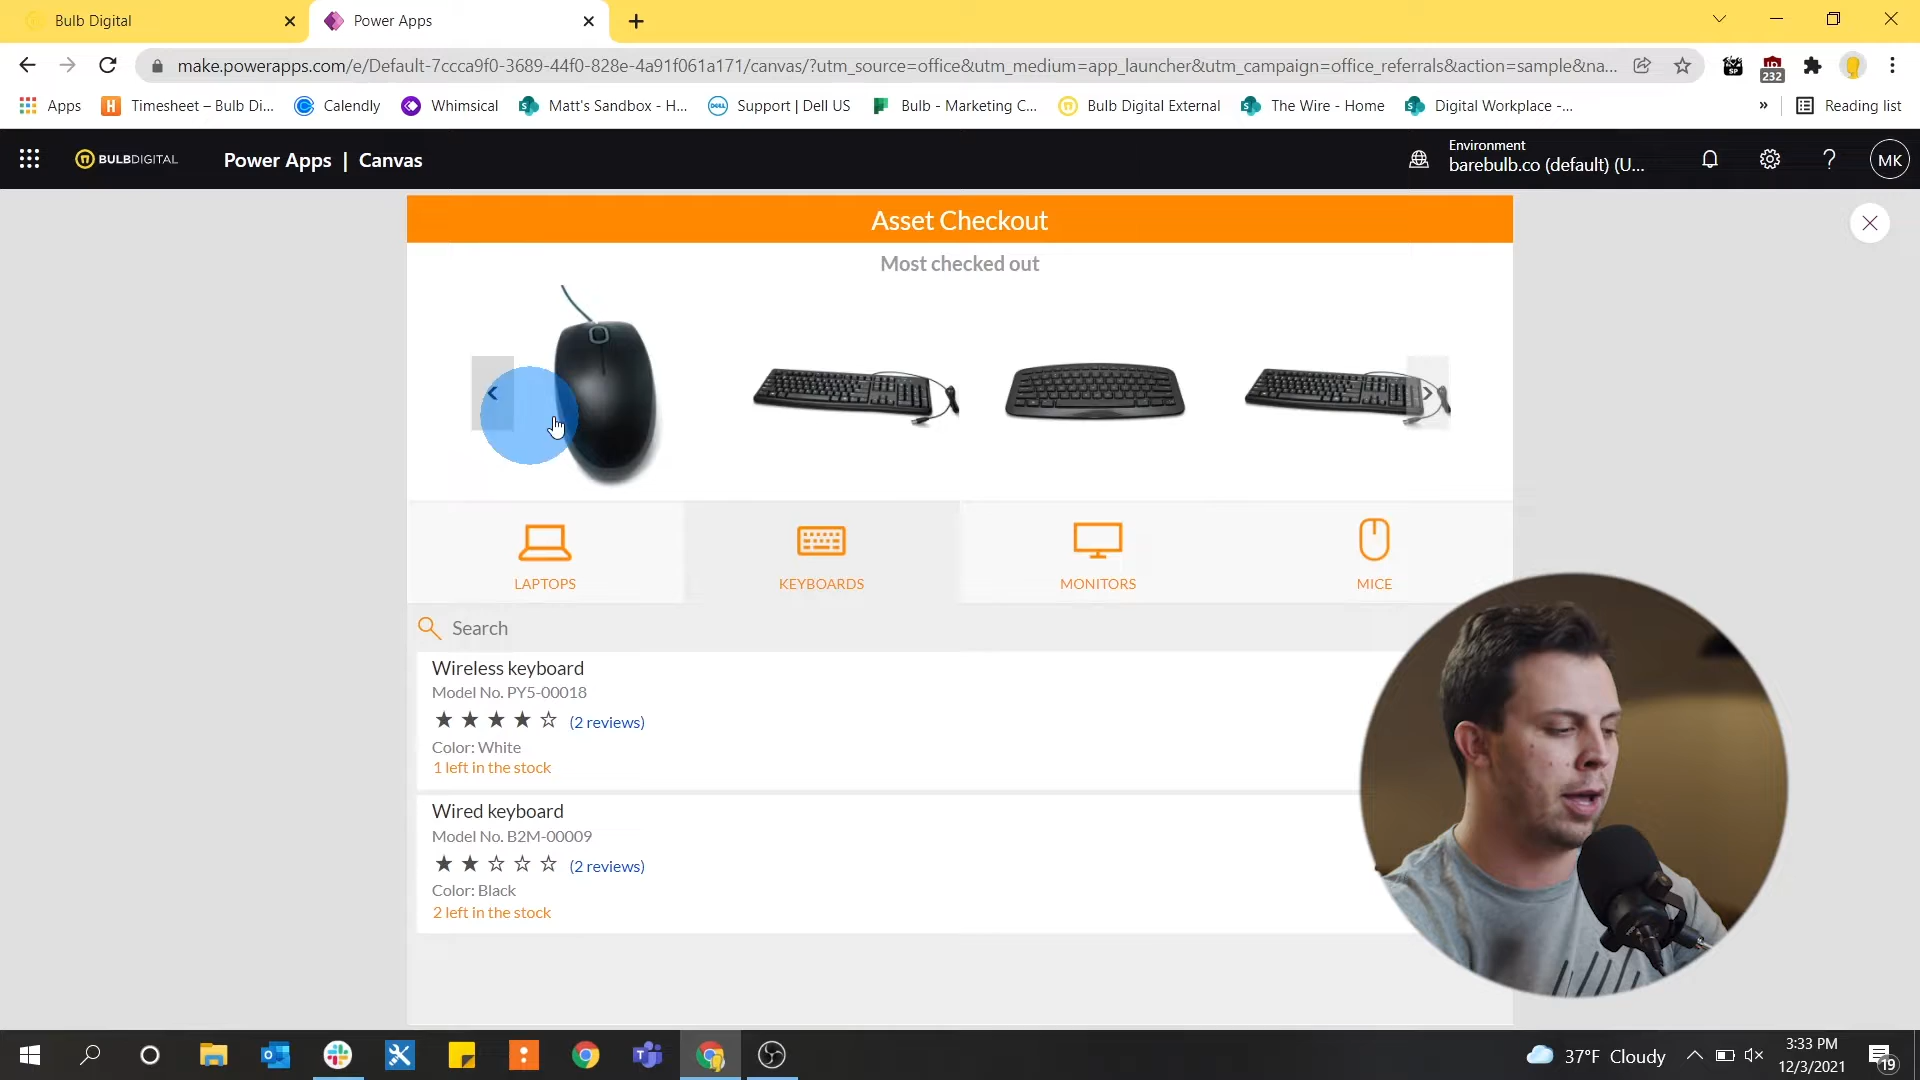 Bulb Digital
Power Apps
make.powerapps.com/e/Default-7ccca9f0-3689-44f0-828e-4a91f061a171/canvas/?utm_source=office&utm_medium=app_launcher&utm_campaign=office_referrals&action=sample&na...
232
Apps
Timesheet – Bulb Di...
Calendly
Whimsical
Matt's Sandbox - H...
Support | Dell US
Bulb - Marketing C...
Bulb Digital External
The Wire - Home
Digital Workplace -...
»
Reading list
BULBDIGITAL
Power Apps | Canvas
Environment
barebulb.co (default) (U...
MK
Asset Checkout
Most checked out
LAPTOPS
KEYBOARDS
MONITORS
MICE
Search
Wireless keyboard
Model No. PY5-00018
(2 reviews)
Color: White
1 left in the stock
Wired keyboard
Model No. B2M-00009
(2 reviews)
Color: Black
2 left in the stock
37°F Cloudy
3:33 PM
12/3/2021
19